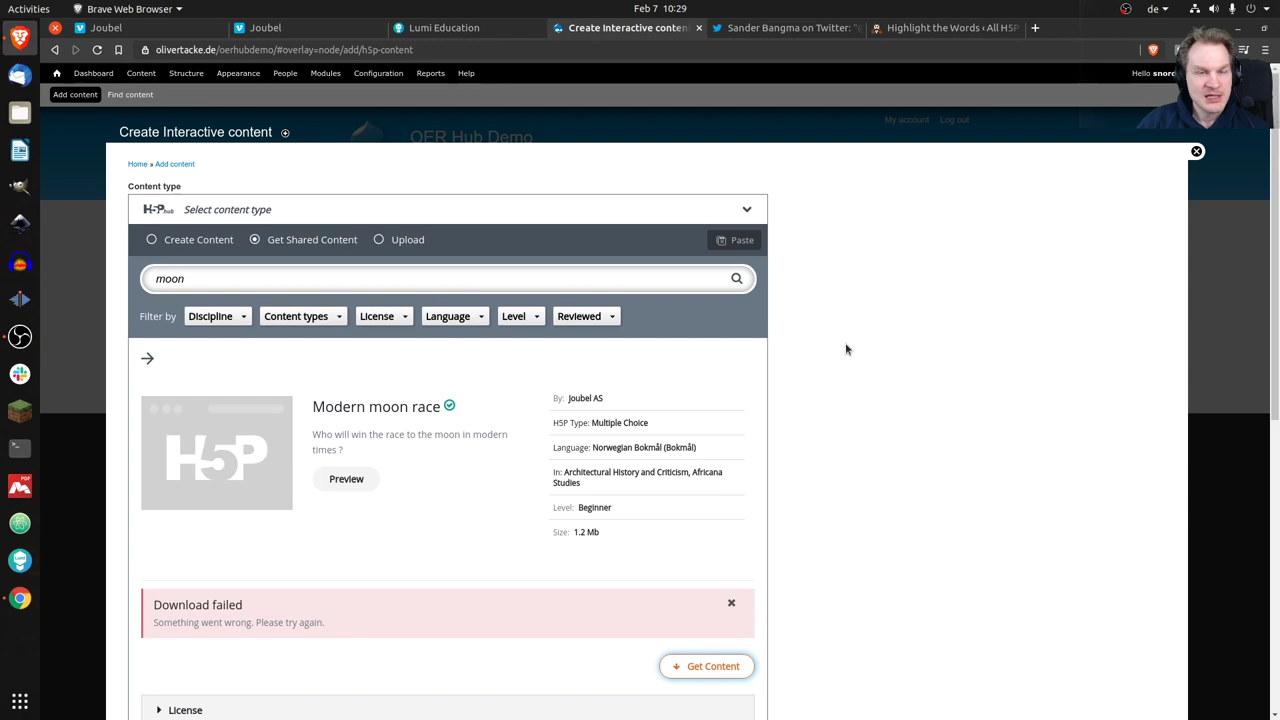 Activities
Brave Web Browser
Feb 7 10:29
de
Joubel
Joubel
Lumi Education
Create Interactive conten
Sander Bangma on Twitter: "@
Highlight the Words ‹ All H5P
olivertacke.de/oerhubdemo/#overlay=node/add/h5p-content
Dashboard Content Structure Appearance People Modules Configuration Reports Help
Hello
Add content Find content
My account Log out
Create Interactive content
OER Hub Demo
Home » Add content
Content type
H5P hub Select content type
Create Content Get Shared Content Upload Paste
moon
Filter by Discipline Content types License Language Level Reviewed
H5P
Modern moon race
Who will win the race to the moon in modern
times ?
Preview
By: Joubel AS
H5P Type: Multiple Choice
Language: Norwegian Bokmål (Bokmål)
In: Architectural History and Criticism, Africana
Studies
Level: Beginner
Size: 1.2 Mb
Download failed
Something went wrong. Please try again.
Get Content
License